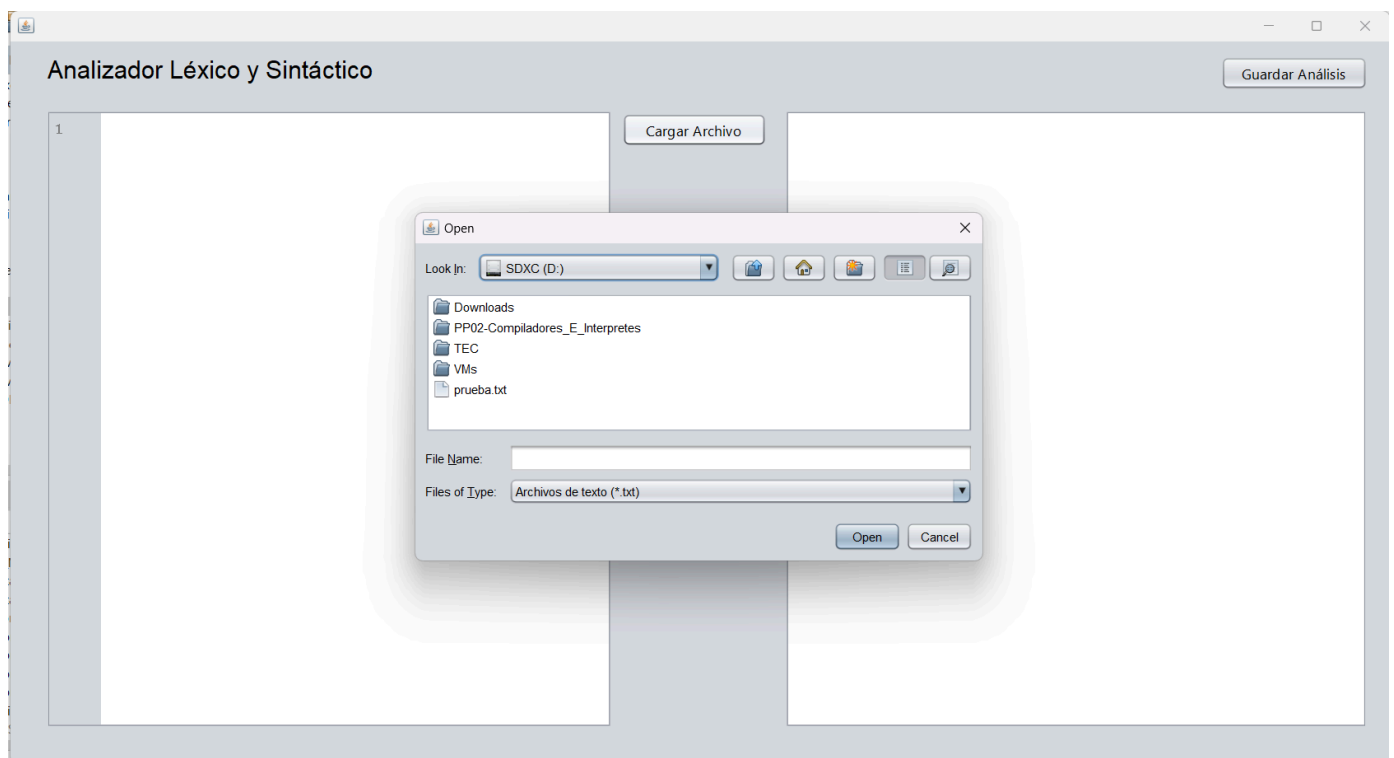 Analizador Léxico y Sintáctico
Guardar Análisis
1
Cargar Archivo
Open
Look In: SDXC (D:)
Downloads
PP02-Compiladores_E_Interpretes
TEC
VMs
prueba.txt
File Name:
Files of Type: Archivos de texto (*.txt)
Open Cancel